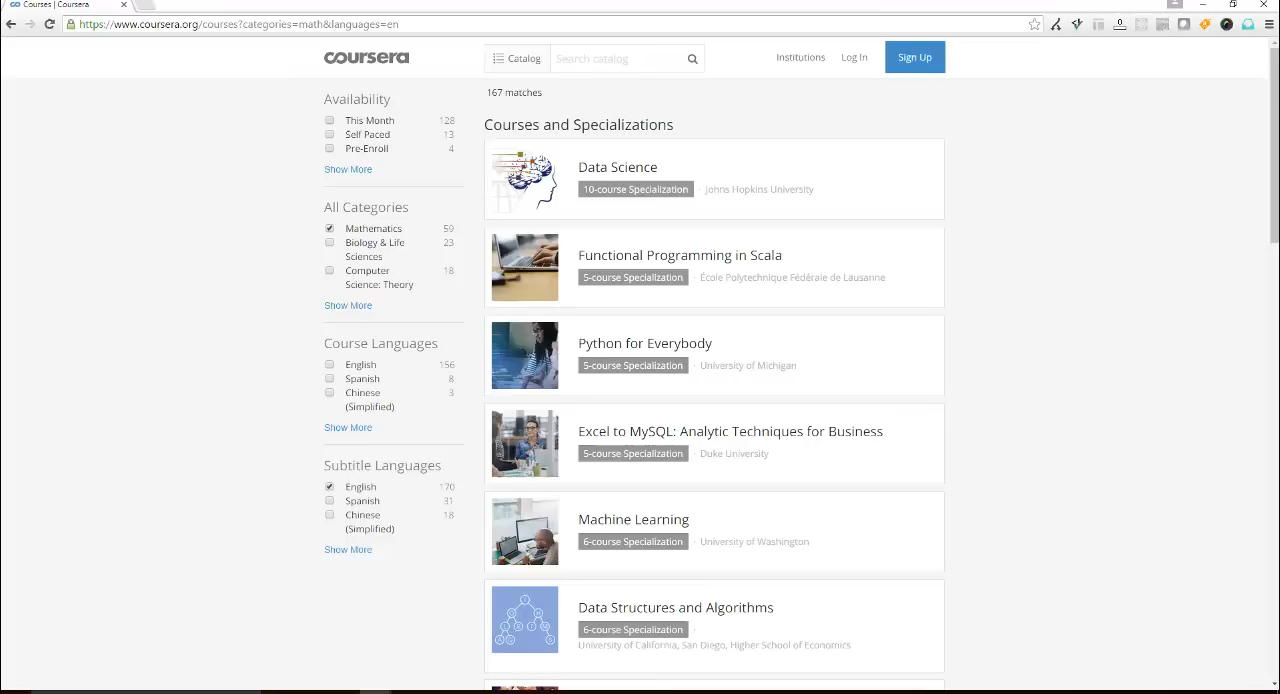 Courses | Coursera
https://www.coursera.org/courses?categories=math&languages=en
coursera
Catalog
Search catalog
Institutions
Log In
Sign Up
Availability
This Month 128
Self Paced 13
Pre-Enroll 4
Show More
All Categories
Mathematics 59
Biology & Life 23
Sciences
Computer 18
Science: Theory
Show More
Course Languages
English 156
Spanish 8
Chinese 3
(Simplified)
Show More
Subtitle Languages
English 170
Spanish 31
Chinese 18
(Simplified)
Show More
167 matches
Courses and Specializations
Data Science
10-course Specialization · Johns Hopkins University
Functional Programming in Scala
5-course Specialization · École Polytechnique Fédérale de Lausanne
Python for Everybody
5-course Specialization · University of Michigan
Excel to MySQL: Analytic Techniques for Business
5-course Specialization · Duke University
Machine Learning
6-course Specialization · University of Washington
Data Structures and Algorithms
6-course Specialization ·
University of California, San Diego, Higher School of Economics